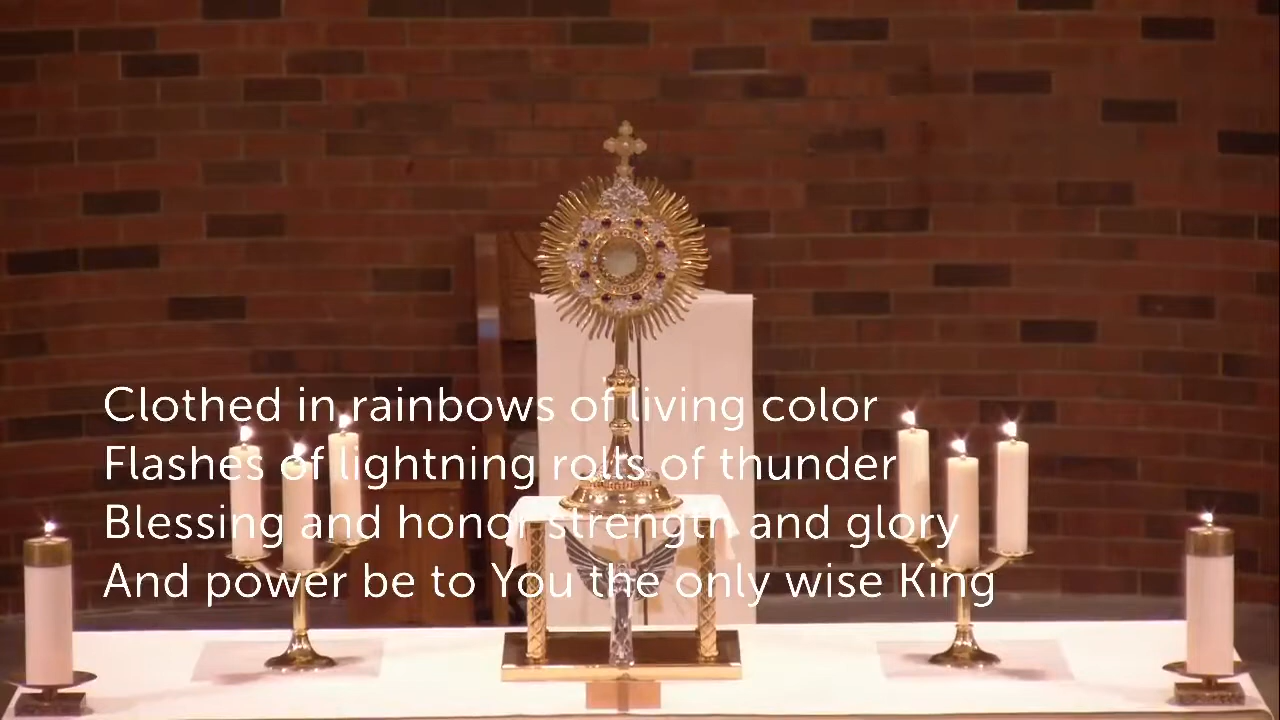 Clothed in rainbows of living color
Flashes of lightning rolls of thunder
Blessing and honor strength and glory
And power be to You the only wise King